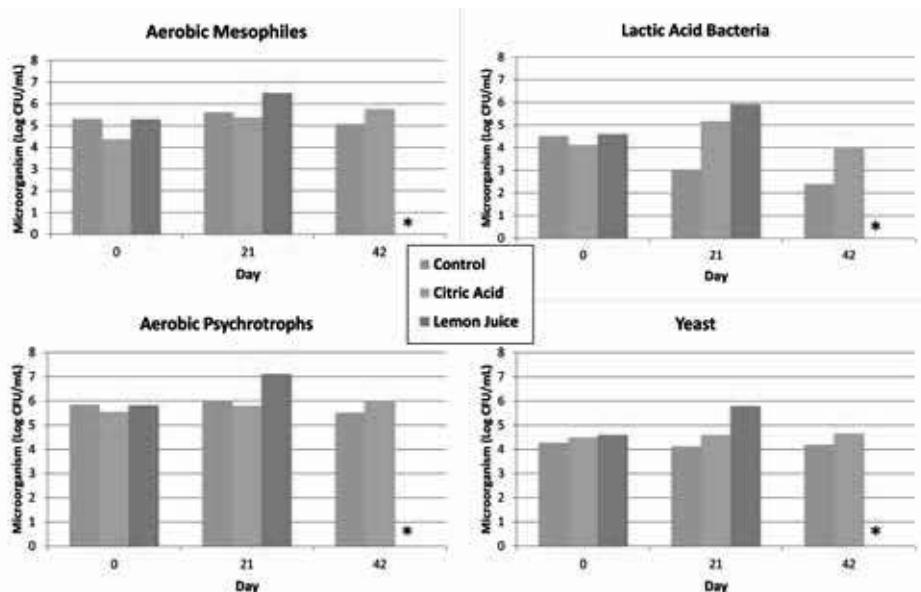 Aerobic Mesophiles
Microorganism (Log CFU/mL)
8
7
6
5
4
3
2
1
0
0 21 42
*
Day
Lactic Acid Bacteria
Microorganism (Log CFU/mL)
8
7
6
5
4
3
2
1
0
0 21 42
*
Day
Control
Citric Acid
Lemon Juice
Aerobic Psychrotrophs
Microorganism (Log CFU/mL)
8
7
6
5
4
3
2
1
0
0 21 42
*
Day
Yeast
Microorganism (Log CFU/mL)
8
7
6
5
4
3
2
1
0
0 21 42
*
Day